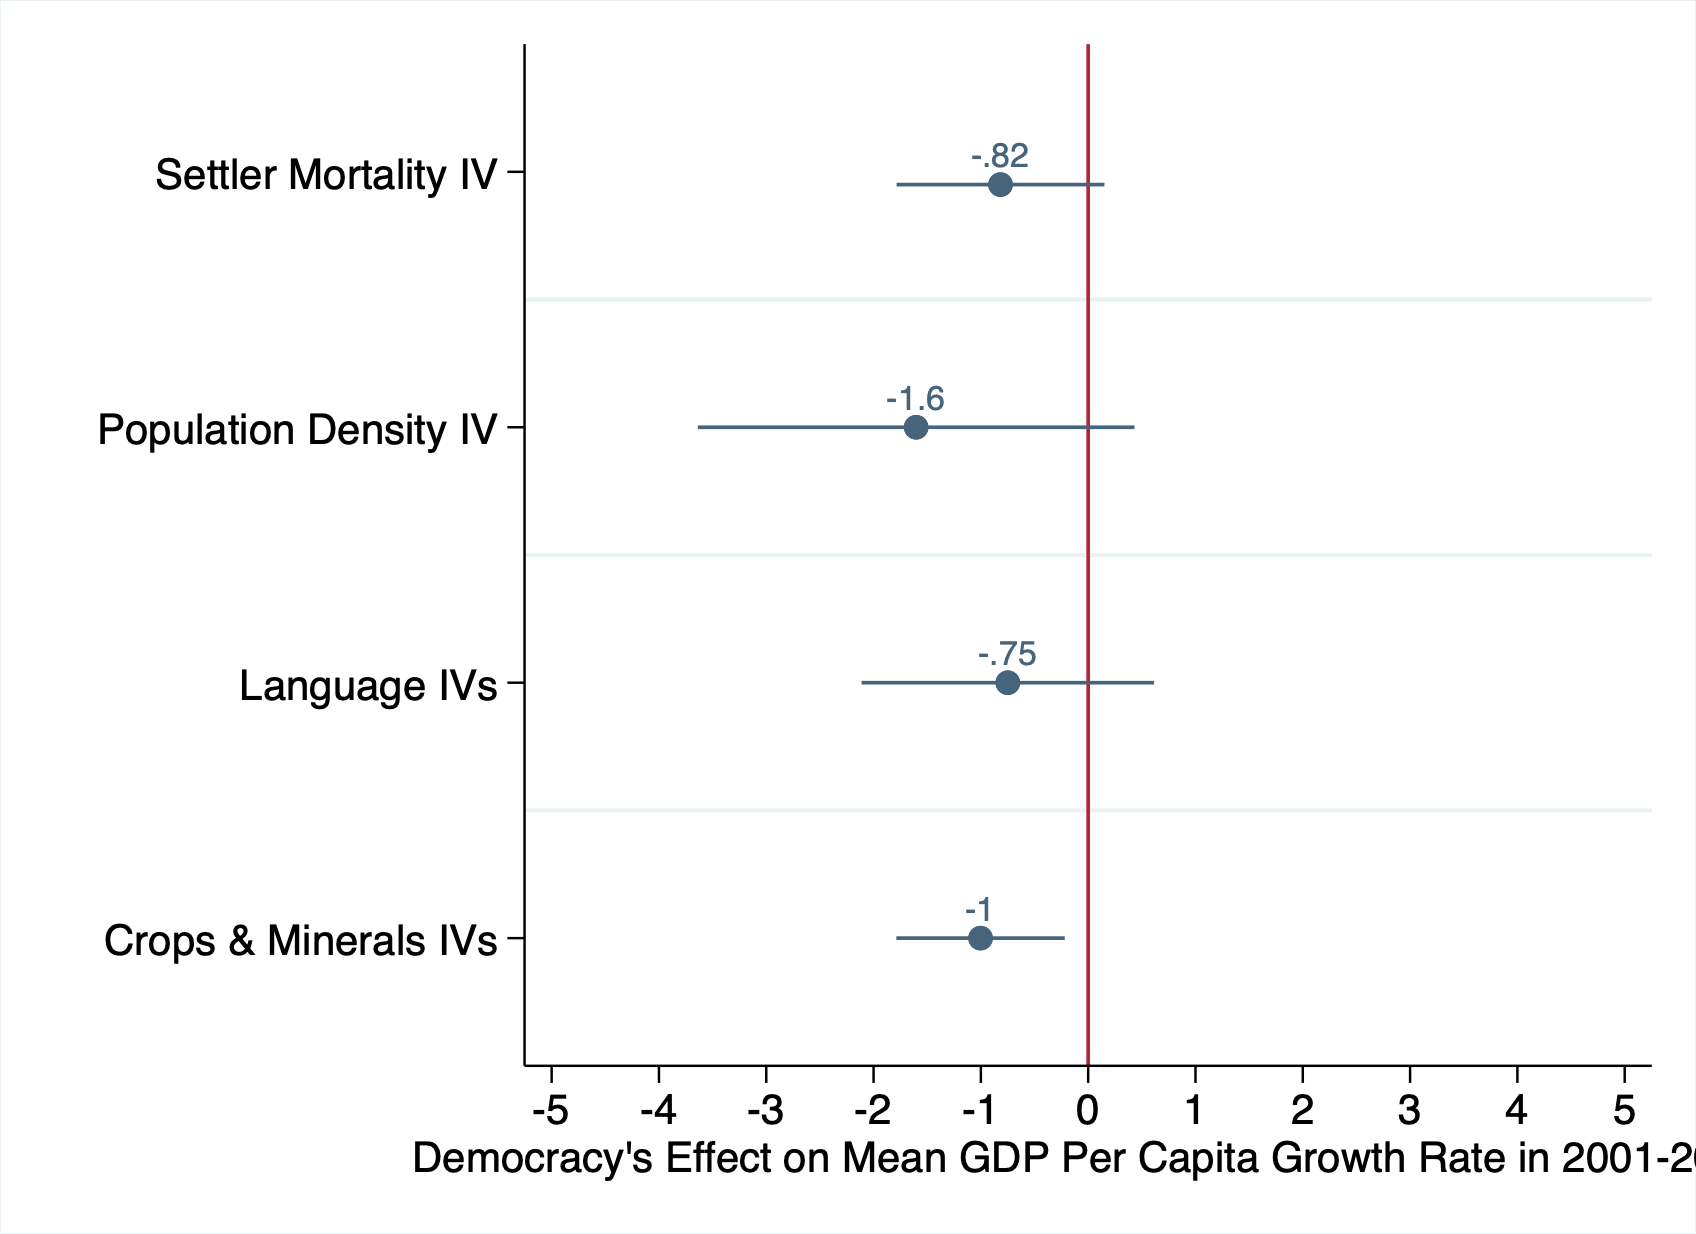 Settler Mortality IV
-.82
Population Density IV
-1.6
Language IVs
-.75
Crops & Minerals IVs
-1
-5 -4 -3 -2 -1 0 1 2 3 4 5
Democracy's Effect on Mean GDP Per Capita Growth Rate in 2001-2